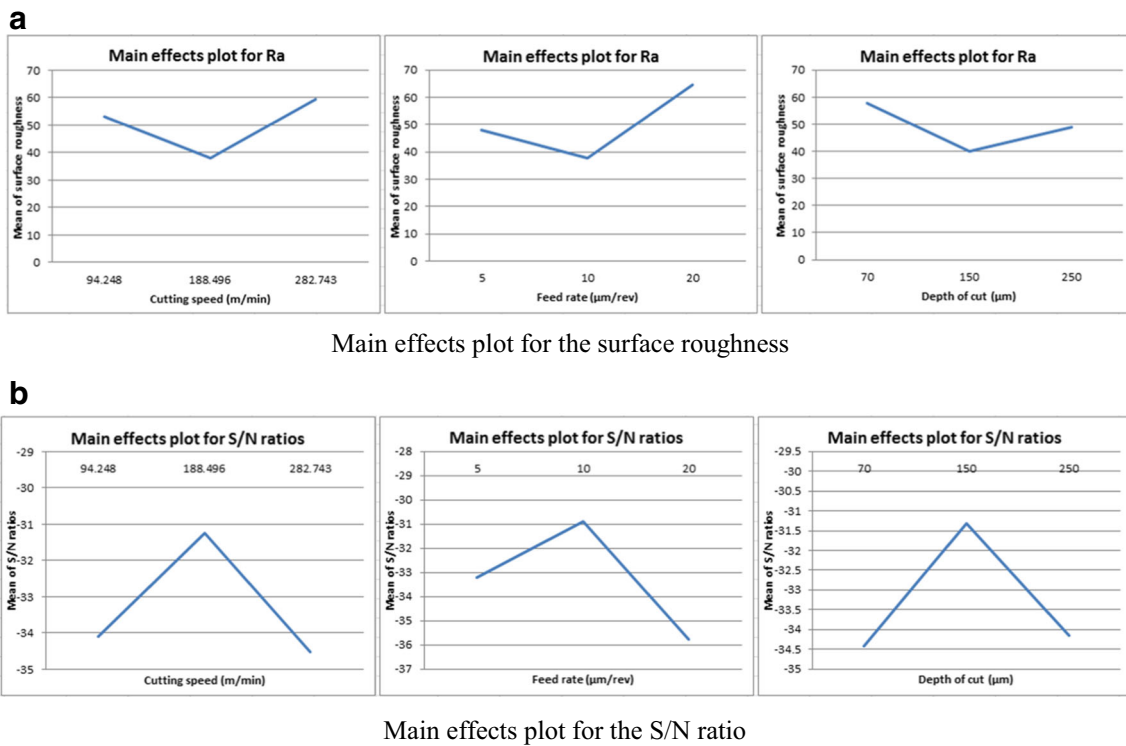 a
Main effects plot for Ra
Mean of surface roughness
70
60
50
40
30
20
10
0
94.248 188.496 282.743
Cutting speed (m/min)
Main effects plot for Ra
Mean of surface roughness
70
60
50
40
30
20
10
0
5 10 20
Feed rate (µm/rev)
Main effects plot for Ra
Mean of surface roughness
70
60
50
40
30
20
10
0
70 150 250
Depth of cut (µm)
Main effects plot for the surface roughness
b
Main effects plot for S/N ratios
Mean of S/N ratios
-29
94.248 188.496 282.743
-30
-31
-32
-33
-34
-35
Cutting speed (m/min)
Main effects plot for S/N ratios
Mean of S/N ratios
-28
5 10 20
-29
-30
-31
-32
-33
-34
-35
-36
-37
Feed rate (µm/rev)
Main effects plot for S/N ratios
Mean of S/N ratios
-29.5
70 150 250
-30
-30.5
-31
-31.5
-32
-32.5
-33
-33.5
-34
-34.5
-35
Depth of cut (µm)
Main effects plot for the S/N ratio